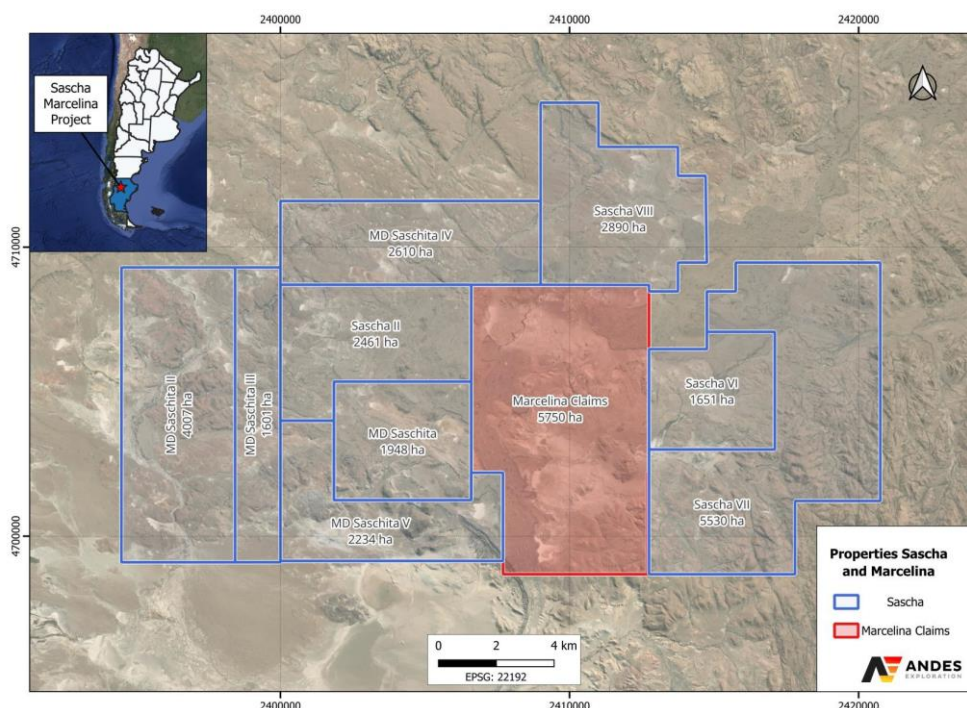 2400000
2410000
2420000
Sascha
Marcelina
Project
Sascha VIII
2890 ha
MD Saschita IV
2610 ha
4710000
4710000
Sascha II
2461 ha
MD Saschita II
4007 ha
MD Saschita III
1601 ha
Sascha VI
1651 ha
Marcelina Claims
5750 ha
MD Saschita
1948 ha
Sascha VII
5530 ha
MD Saschita V
2234 ha
4700000
4700000
Properties Sascha
and Marcelina
Sascha
Marcelina Claims
0 2 4 km
EPSG: 22192
ANDES
EXPLORATION
2400000
2410000
2420000